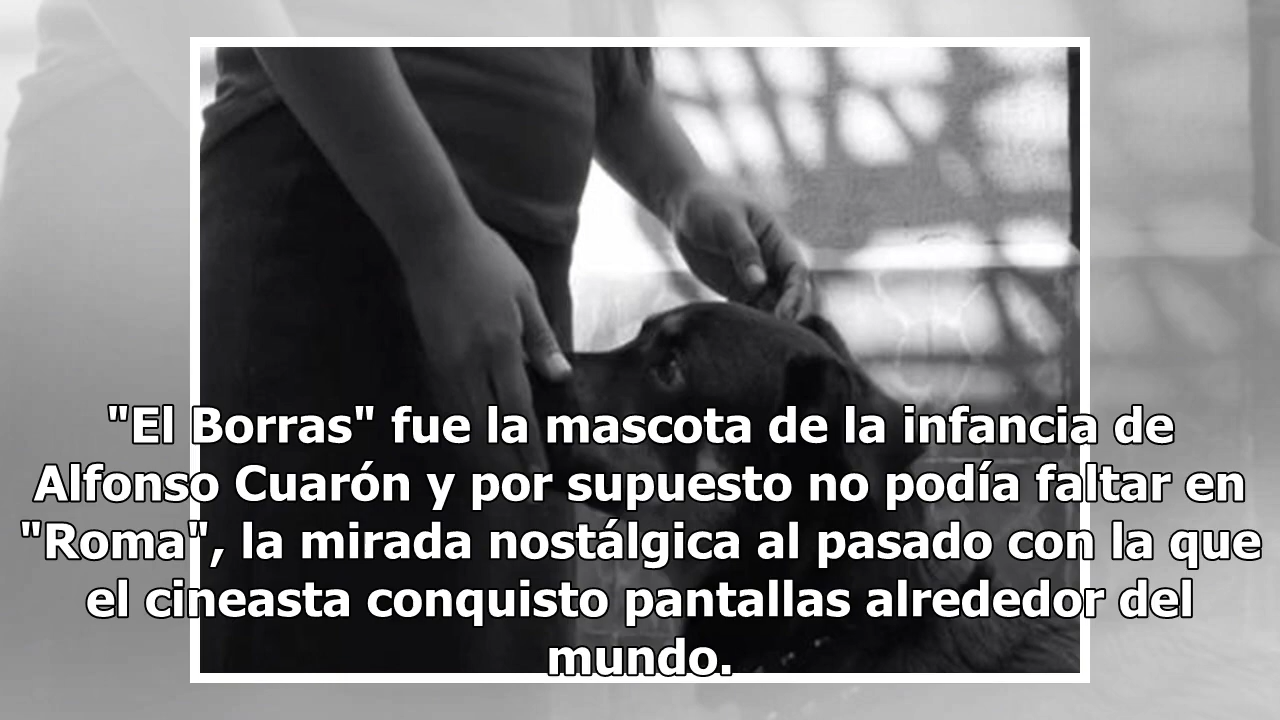 "El Borras" fue la mascota de la infancia de
Alfonso Cuarón y por supuesto no podía faltar en
"Roma", la mirada nostálgica al pasado con la que
el cineasta conquisto pantallas alrededor del
mundo.